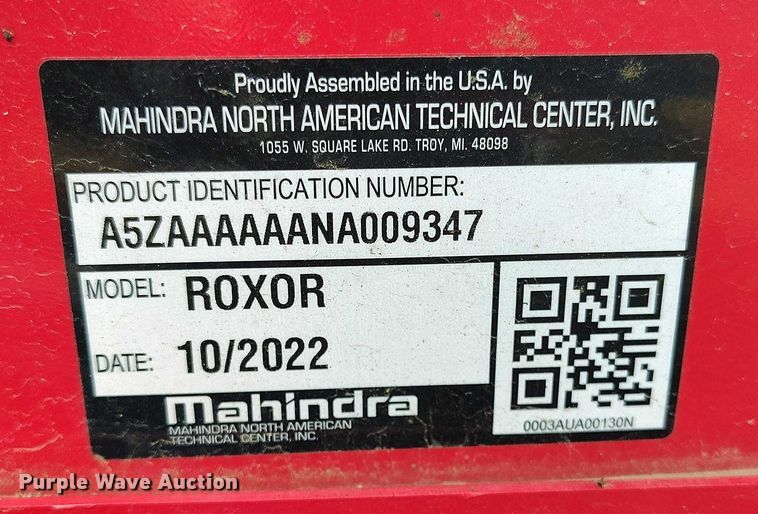 Proudly Assembled in the U.S.A. by
MAHINDRA NORTH AMERICAN TECHNICAL CENTER, INC.
1055 W. SQUARE LAKE RD. TROY, MI. 48098
PRODUCT IDENTIFICATION NUMBER:
A5ZAAAAAANA009347
MODEL: ROXOR
DATE: 10/2022
Mahindra
MAHINDRA NORTH AMERICAN
TECHNICAL CENTER, INC.
0003AUA00130N
Purple Wave Auction